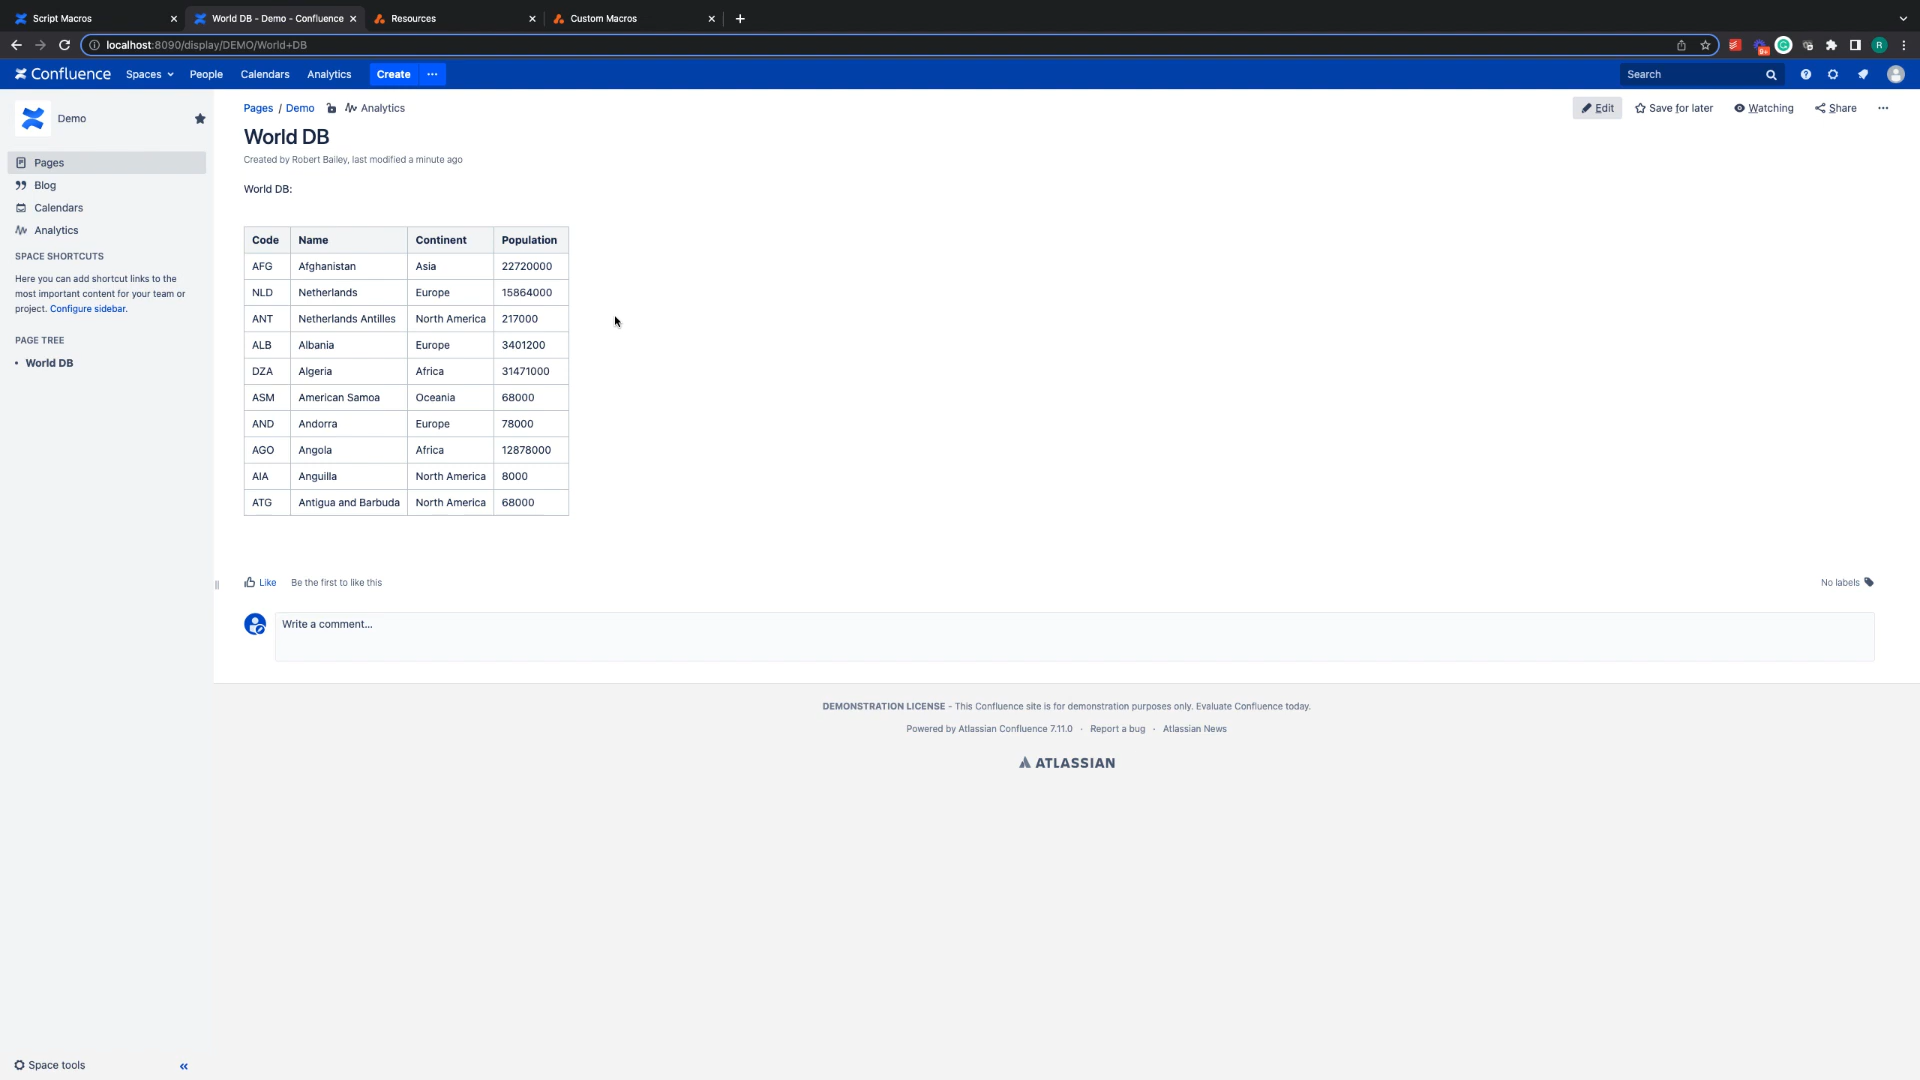 Script Macros
World DB - Demo - Confluence
Resources
Custom Macros
localhost:8090/display/DEMO/World+DB
9+
R
Confluence
Spaces
People
Calendars
Analytics
Create
Search
Demo
Pages
Blog
Calendars
Analytics
SPACE SHORTCUTS
Here you can add shortcut links to the
most important content for your team or
project. Configure sidebar.
PAGE TREE
World DB
Space tools
Pages / Demo Analytics
Edit Save for later Watching Share
World DB
Created by Robert Bailey, last modified a minute ago
World DB:
Code Name Continent Population
AFG Afghanistan Asia 22720000
NLD Netherlands Europe 15864000
ANT Netherlands Antilles North America 217000
ALB Albania Europe 3401200
DZA Algeria Africa 31471000
ASM American Samoa Oceania 68000
AND Andorra Europe 78000
AGO Angola Africa 12878000
AIA Anguilla North America 8000
ATG Antigua and Barbuda North America 68000
Like Be the first to like this
No labels
Write a comment...
DEMONSTRATION LICENSE - This Confluence site is for demonstration purposes only. Evaluate Confluence today.
Powered by Atlassian Confluence 7.11.0 · Report a bug · Atlassian News
ATLASSIAN